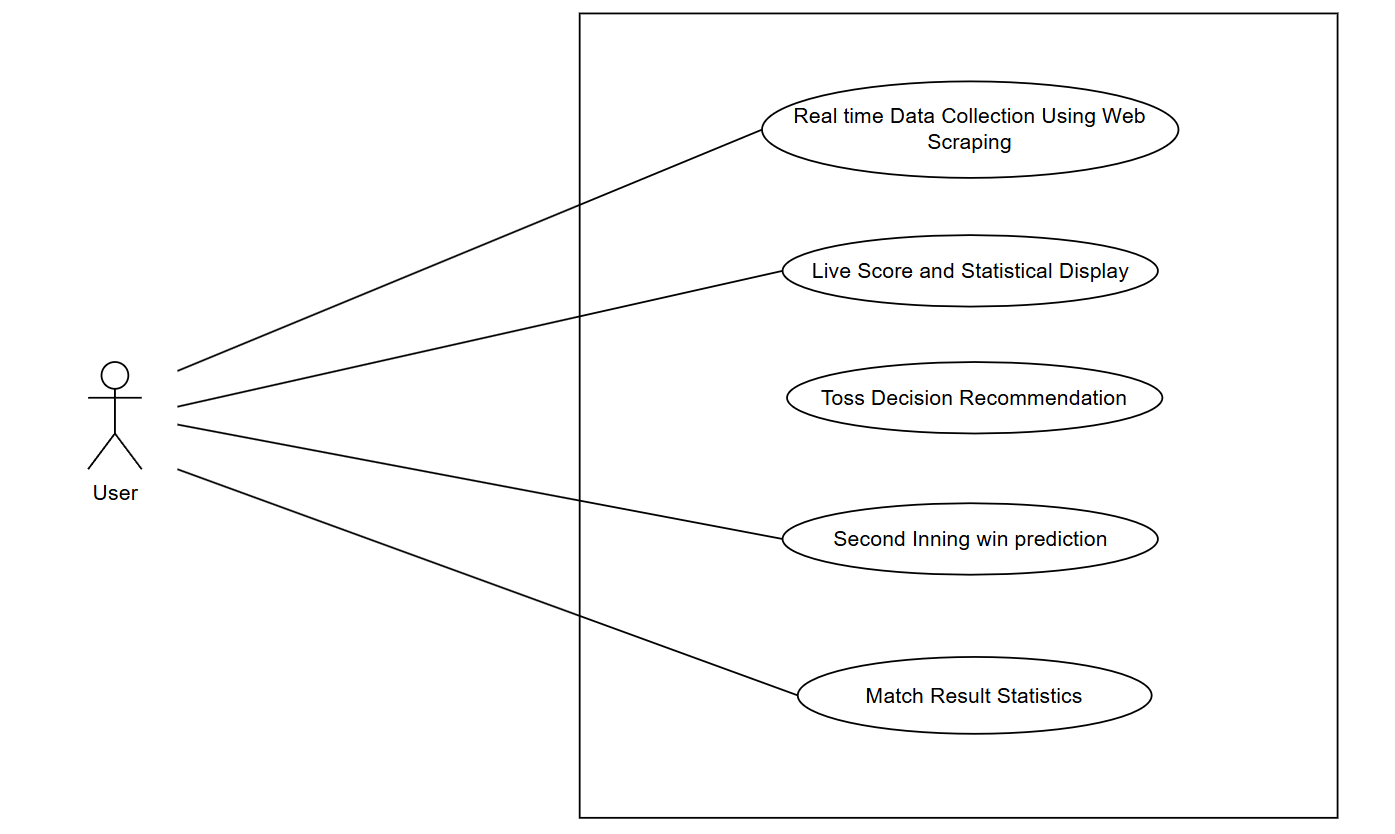 Real time Data Collection Using Web
Scraping
Live Score and Statistical Display
Toss Decision Recommendation
User
Second Inning win prediction
Match Result Statistics